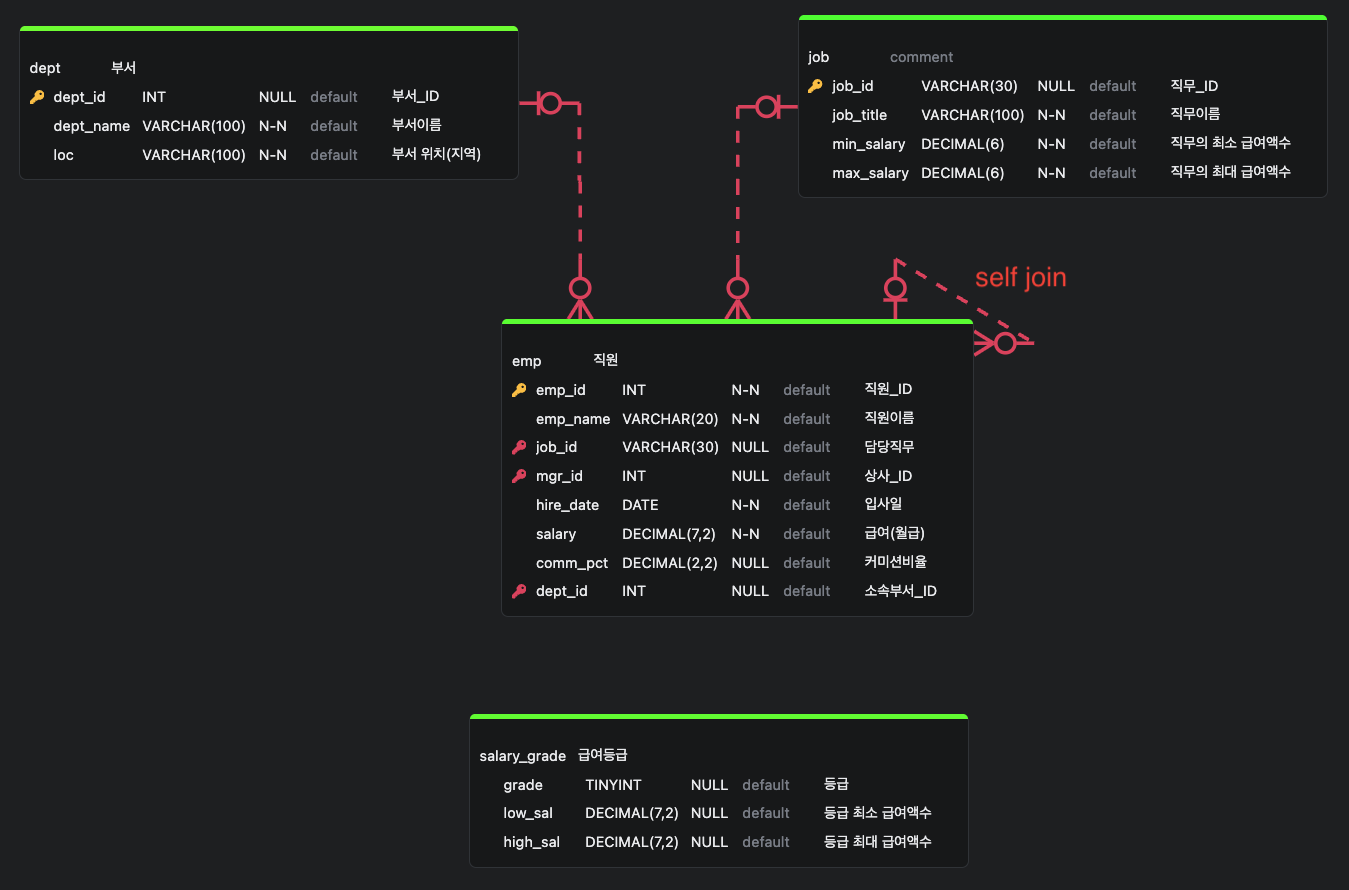 dept 부서
dept_id INT NULL default 부서_ID
dept_name VARCHAR(100) N-N default 부서이름
loc VARCHAR(100) N-N default 부서 위치(지역)
job comment
job_id VARCHAR(30) NULL default 직무_ID
job_title VARCHAR(100) N-N default 직무이름
min_salary DECIMAL(6) N-N default 직무의 최소 급여액수
max_salary DECIMAL(6) N-N default 직무의 최대 급여액수
self join
emp 직원
emp_id INT N-N default 직원_ID
emp_name VARCHAR(20) N-N default 직원이름
job_id VARCHAR(30) NULL default 담당직무
mgr_id INT NULL default 상사_ID
hire_date DATE N-N default 입사일
salary DECIMAL(7,2) N-N default 급여(월급)
comm_pct DECIMAL(2,2) NULL default 커미션비율
dept_id INT NULL default 소속부서_ID
salary_grade 급여등급
grade TINYINT NULL default 등급
low_sal DECIMAL(7,2) NULL default 등급 최소 급여액수
high_sal DECIMAL(7,2) NULL default 등급 최대 급여액수